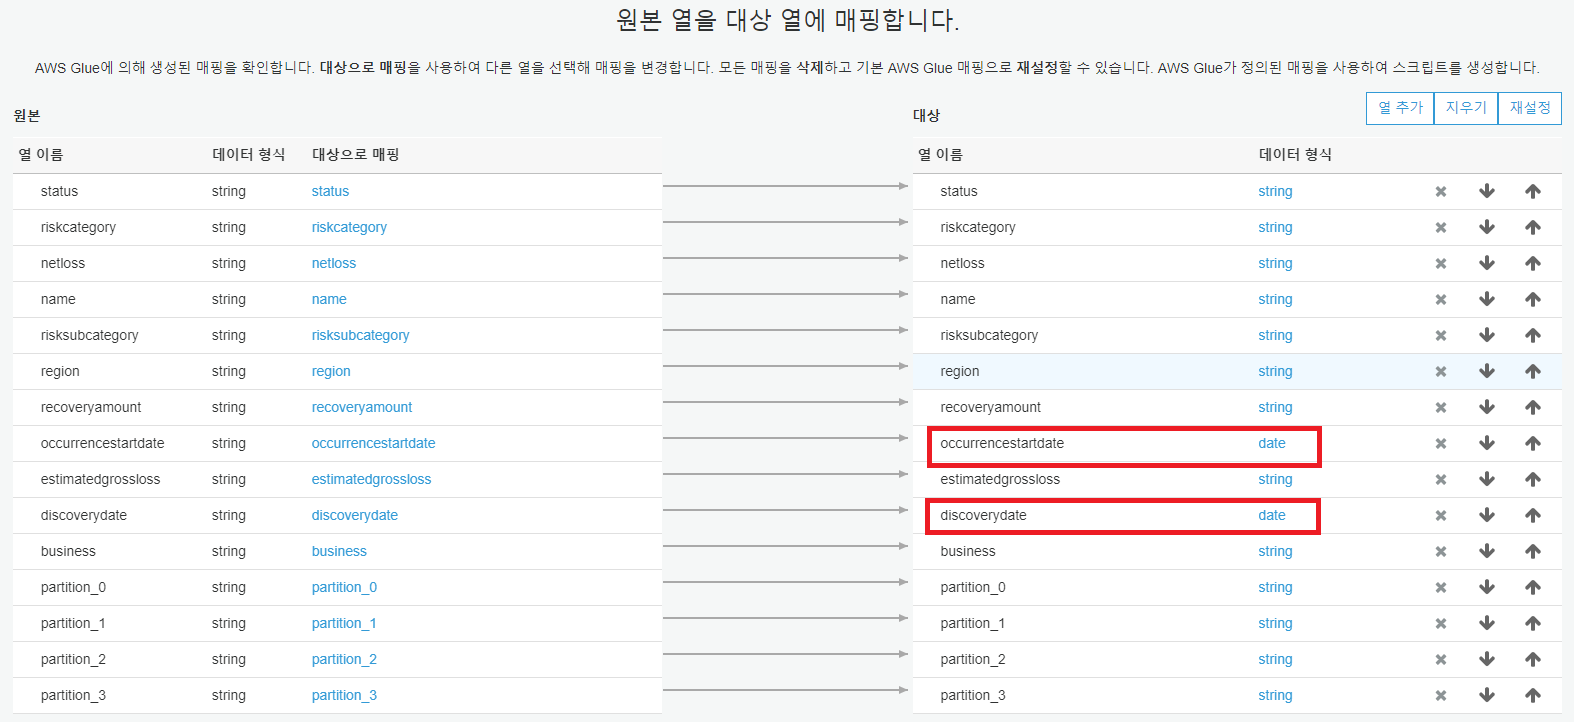 원본 열을 대상 열에 매핑합니다.
AWS Glue에 의해 생성된 매핑을 확인합니다. 대상으로 매핑을 사용하여 다른 열을 선택해 매핑을 변경합니다. 모든 매핑을 삭제하고 기본 AWS Glue 매핑으로 재설정할 수 있습니다. AWS Glue가 정의된 매핑을 사용하여 스크립트를 생성합니다.
원본 대상 열 추가 지우기 재설정
열 이름 데이터 형식 대상으로 매핑 열 이름 데이터 형식
status string status status string
riskcategory string riskcategory riskcategory string
netloss string netloss netloss string
name string name name string
risksubcategory string risksubcategory risksubcategory string
region string region region string
recoveryamount string recoveryamount recoveryamount string
occurrencestartdate string occurrencestartdate occurrencestartdate date
estimatedgrossloss string estimatedgrossloss estimatedgrossloss string
discoverydate string discoverydate discoverydate date
business string business business string
partition_0 string partition_0 partition_0 string
partition_1 string partition_1 partition_1 string
partition_2 string partition_2 partition_2 string
partition_3 string partition_3 partition_3 string